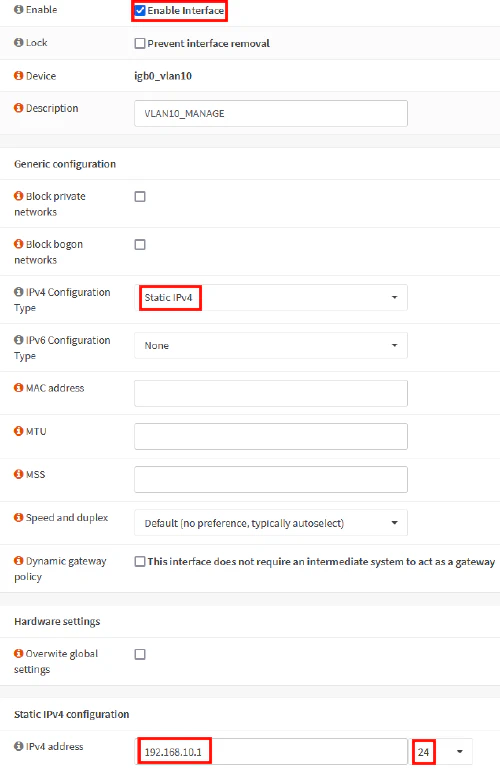 Enable
Enable Interface
Lock
Prevent interface removal
Device
igb0_vlan10
Description
VLAN10_MANAGE
Generic configuration
Block private
networks
Block bogon
networks
IPv4 Configuration
Type
Static IPv4
IPv6 Configuration
Type
None
MAC address
MTU
MSS
Speed and duplex
Default (no preference, typically autoselect)
Dynamic gateway
policy
This interface does not require an intermediate system to act as a gateway
Hardware settings
Overwite global
settings
Static IPv4 configuration
IPv4 address
192.168.10.1
24